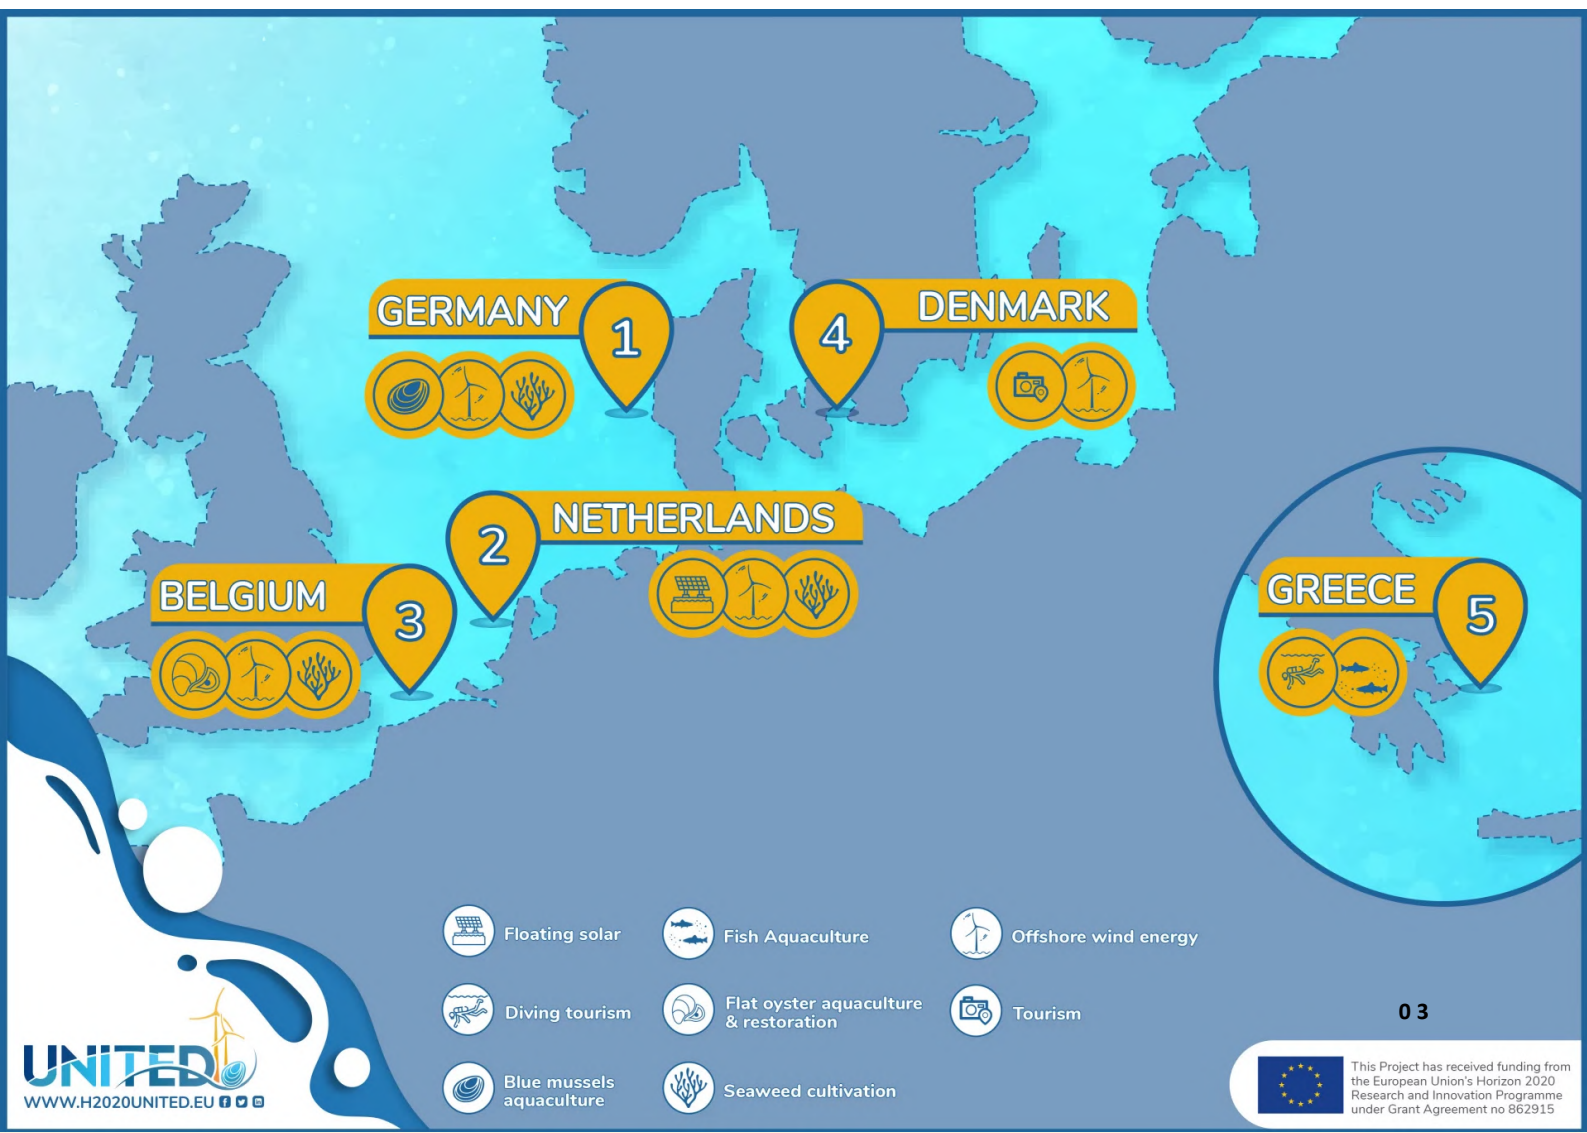 GERMANY
1
4
DENMARK
2
NETHERLANDS
BELGIUM
3
GREECE
5
Floating solar
Fish Aquaculture
Offshore wind energy
Diving tourism
Flat oyster aquaculture
& restoration
Tourism
Blue mussels
aquaculture
Seaweed cultivation
03
UNITED
WWW.H2020UNITED.EU
This Project has received funding from
the European Union's Horizon 2020
Research and Innovation Programme
under Grant Agreement no 862915